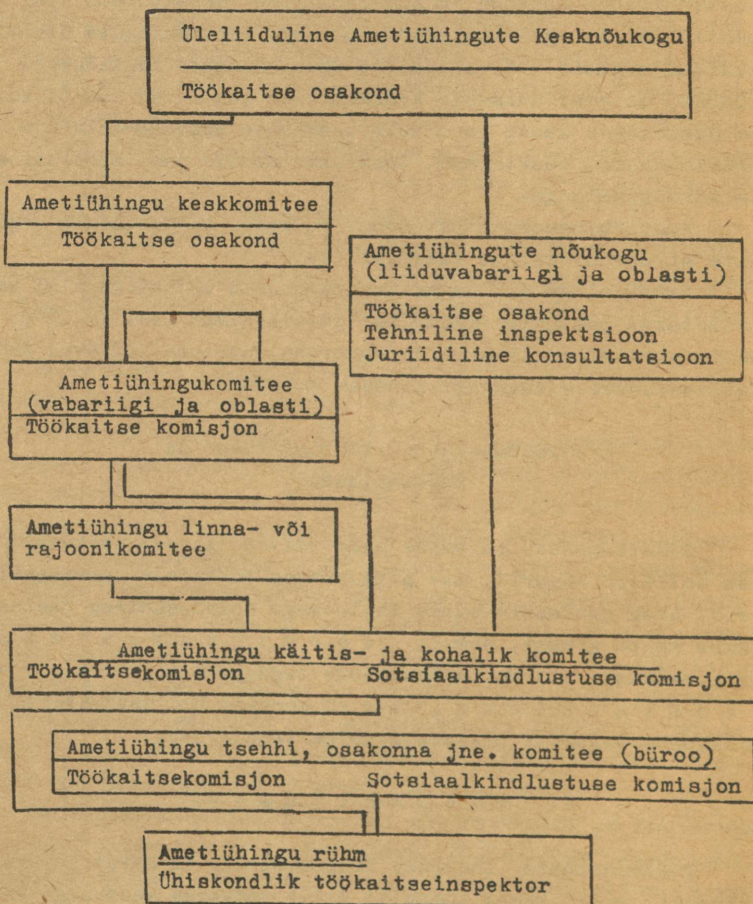 Üleliiduline Ametiühingute Kesknõukogu
Töökaitse osakond
Ametiühingu keskkomitee
Töökaitse osakond
Ametiühingute nõukogu
(liiduvabariigi ja oblasti)
Töökaitse osakond
Tehniline inspektsioon
Juriidiline konsultatsioon
Ametiühingukomitee
(vabariigi ja oblasti)
Töökaitse komisjon
Ametiühingu linna- või
rajoonikomitee
Ametiühingu käitis- ja kohalik komitee
Töökaitsekomisjon Sotsiaalkindlustuse komisjon
Ametiühingu tsehhi, osakonna jne. komitee (büroo)
Töökaitsekomisjon Sotsiaalkindlustuse komisjon
Ametiühingu rühm
Ühiskondlik töökaitseinspektor